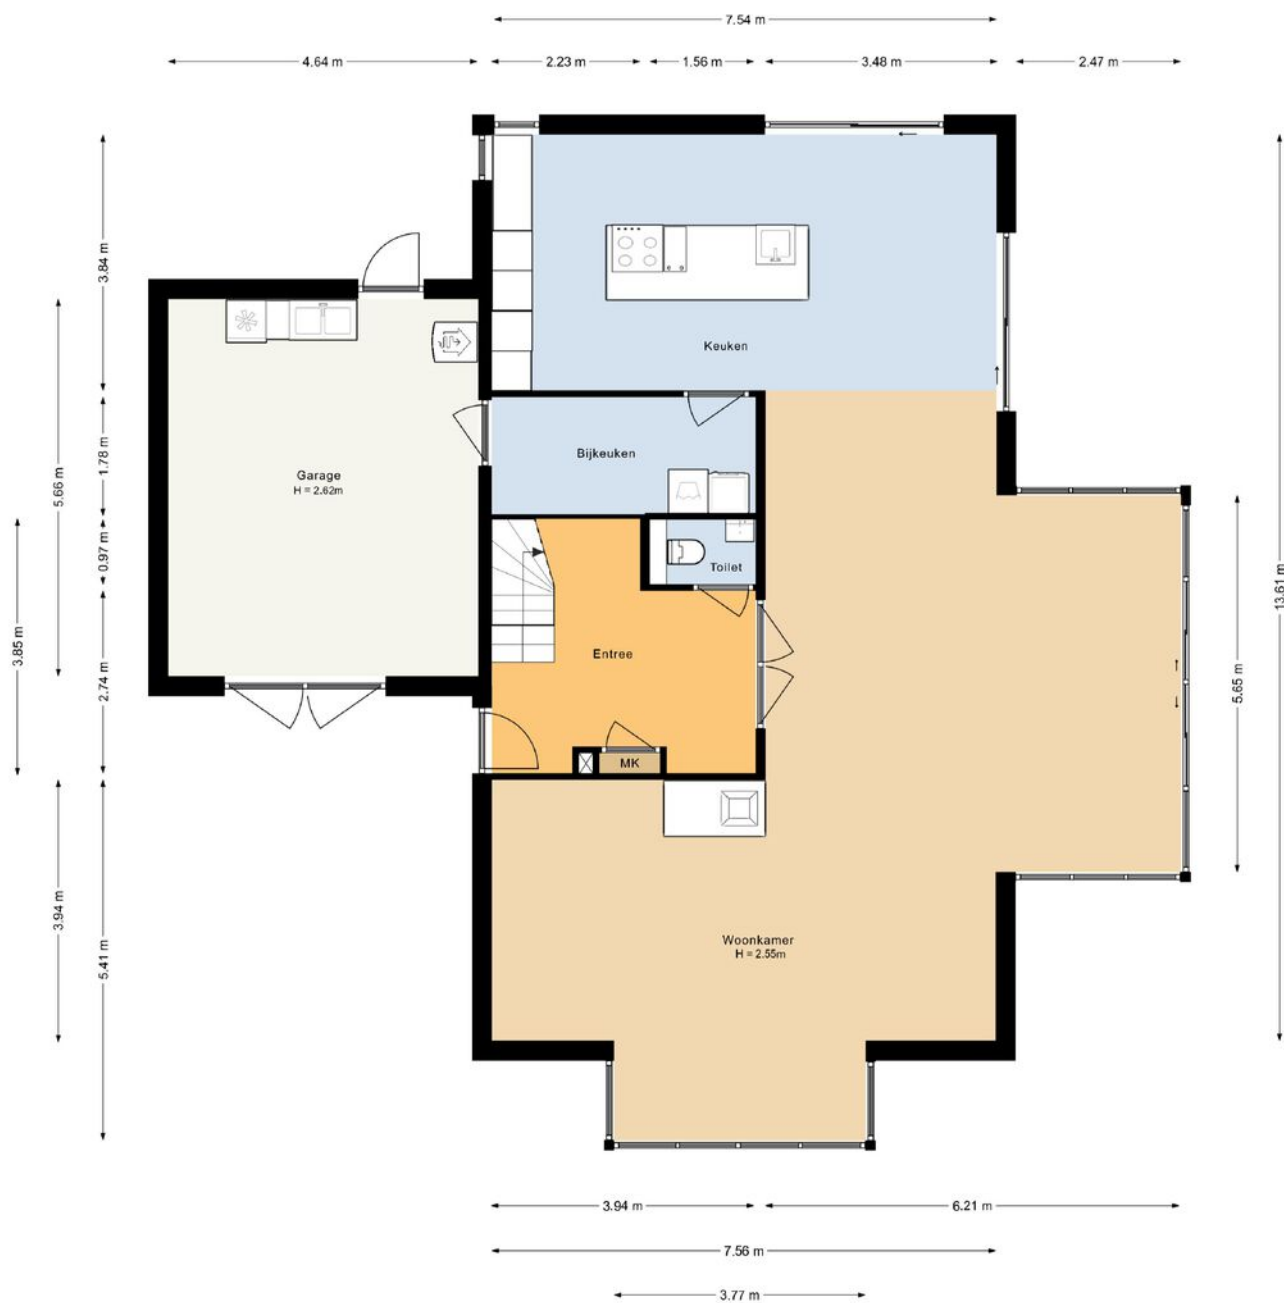 7.54 m
4.64 m
2.23 m
1.56 m
3.48 m
2.47 m
3.84 m
Keuken
1.78 m
Bijkeuken
Garage
H = 2.62m
5.66 m
0.97 m
Toilet
13.61 m
3.85 m
2.74 m
Entree
5.65 m
MK
3.94 m
5.41 m
Woonkamer
H = 2.55m
3.94 m
6.21 m
7.56 m
3.77 m